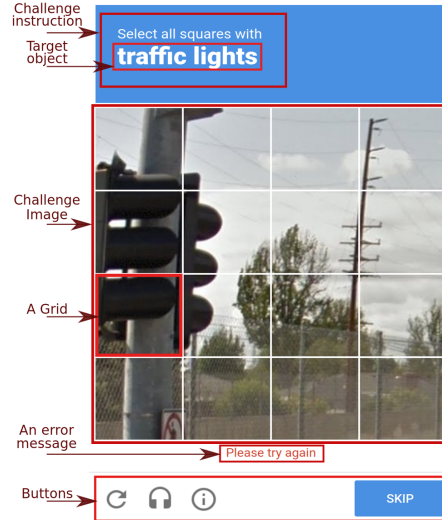 Challenge
instruction
Select all squares with
Target
object
traffic lights
Challenge
Image
A Grid
An error
message
Please try again
Buttons
SKIP